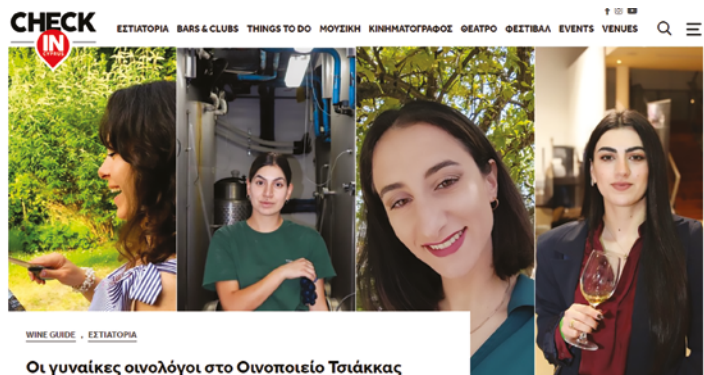 CHECK
IN
CYPRUS
ΕΣΤΙΑΤΟΡΙΑ BARS & CLUBS THINGS TO DO ΜΟΥΣΙΚΗ ΚΙΝΗΜΑΤΟΓΡΑΦΟΣ ΘΕΑΤΡΟ ΦΕΣΤΙΒΑΛ EVENTS VENUES
WINE GUIDE , ΕΣΤΙΑΤΟΡΙΑ
Οι γυναίκες οινολόγοι στο Οινοποιείο Τσιάκκας